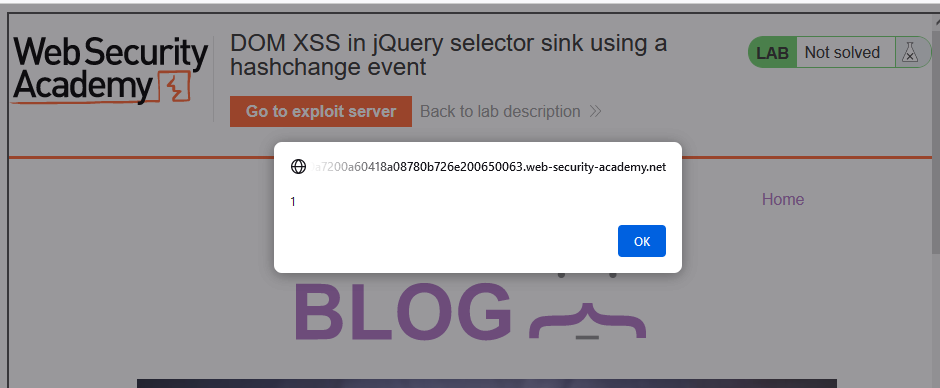 Web Security
Academy
DOM XSS in jQuery selector sink using a
hashchange event
LAB Not solved
Go to exploit server Back to lab description >>
a7200a60418a08780b726e200650063.web-security-academy.net
1
OK
Home
BLOG